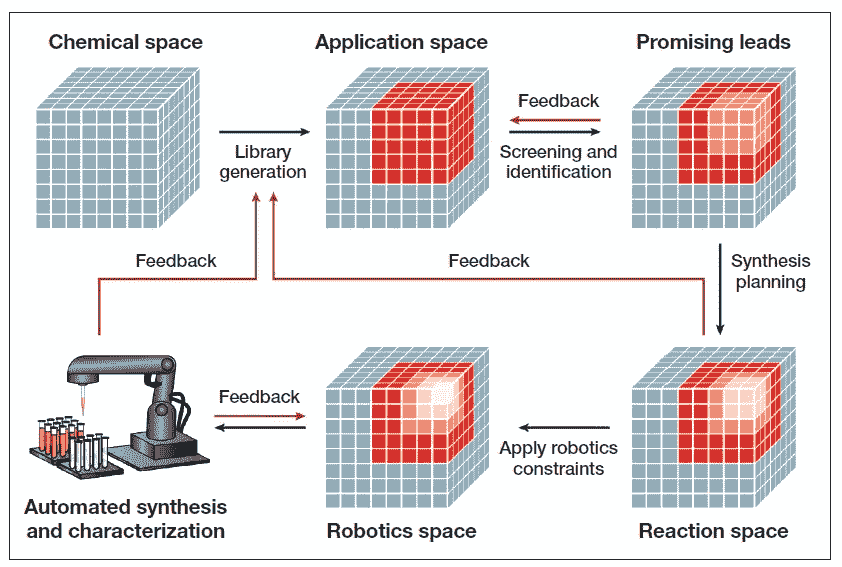 Chemical space
Application space
Promising leads
Feedback
Library
generation
Screening and
identification
Feedback
Feedback
Synthesis
planning
Feedback
Apply robotics
constraints
Automated synthesis
and characterization
Robotics space
Reaction space